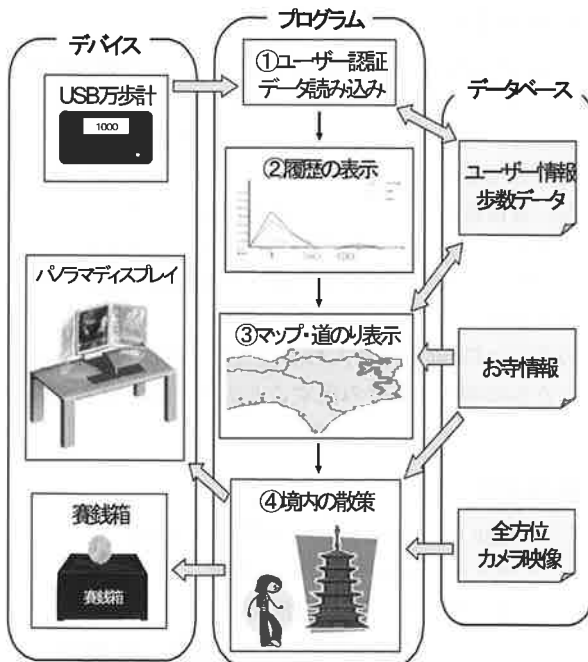 デバイス
USB万歩計
1000
パノラマディスプレイ
賽銭箱
賽銭箱
プログラム
①ユーザー認証
データ読み込み
②履歴の表示
③マップ・道のり表示
④境内の散策
データベース
ユーザー情報
歩数データ
お寺情報
全方位
カメラ映像